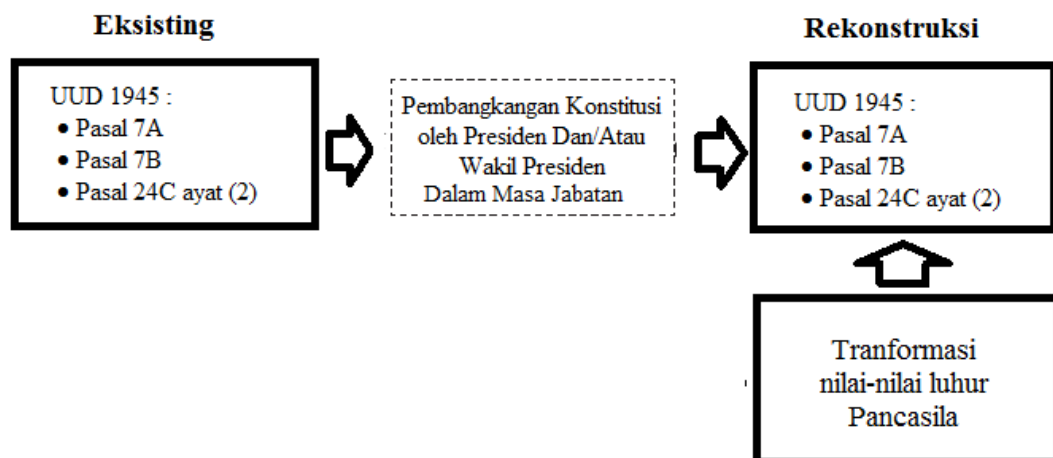 Eksisting
UUD 1945 :
• Pasal 7A
• Pasal 7B
• Pasal 24C ayat (2)
Pembangkangan Konstitusi
oleh Presiden Dan/Atau
Wakil Presiden
Dalam Masa Jabatan
Rekonstruksi
UUD 1945 :
• Pasal 7A
• Pasal 7B
• Pasal 24C ayat (2)
Tranformasi
nilai-nilai luhur
Pancasila